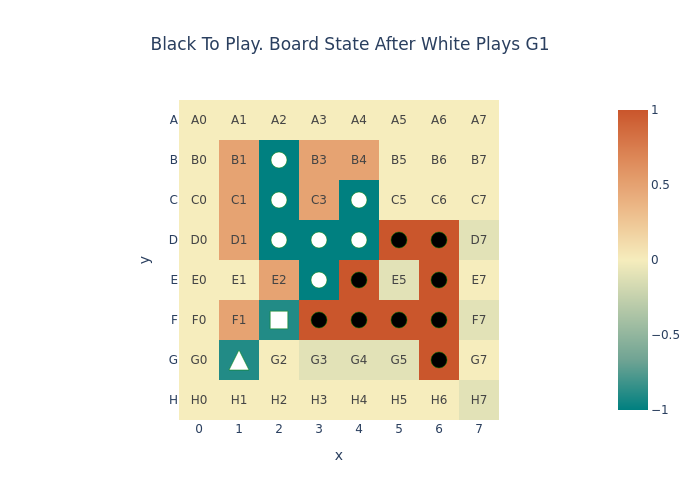 Black To Play. Board State After White Plays G1
A A0 A1 A2 A3 A4 A5 A6 A7
B B0 B1 B3 B4 B5 B6 B7
C C0 C1 C3 C5 C6 C7
D D0 D1 D7
E E0 E1 E2 E5 E7
F F0 F1 F7
G G0 G2 G3 G4 G5 G7
H H0 H1 H2 H3 H4 H5 H6 H7
0 1 2 3 4 5 6 7
x
y
1
0.5
0
−0.5
−1